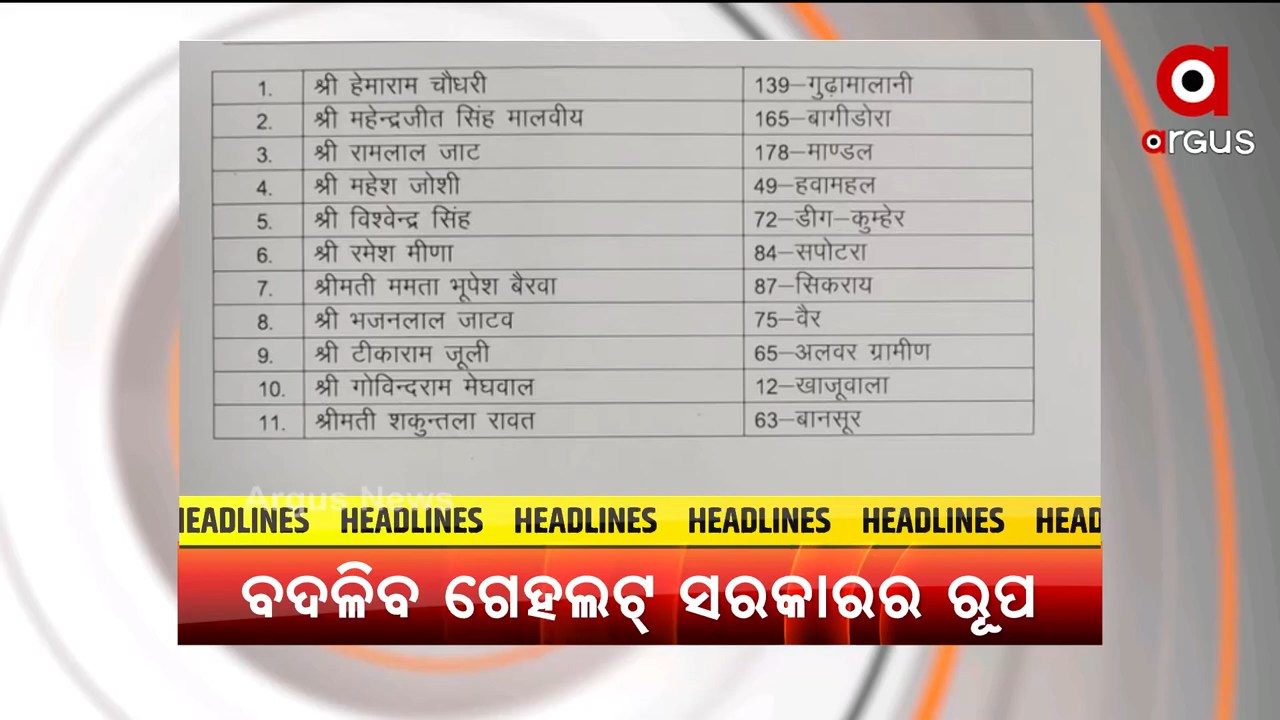 argus
1. श्री हेमाराम चौधरी 139–गुढ़ामालानी
2. श्री महेन्द्रजीत सिंह मालवीय 165–बागीडोरा
3. श्री रामलाल जाट 178–माण्डल
4. श्री महेश जोशी 49–हवामहल
5. श्री विश्वेन्द्र सिंह 72–डीग–कुम्हेर
6. श्री रमेश मीणा 84–सपोटरा
7. श्रीमती ममता भूपेश बैरवा 87–सिकराय
8. श्री भजनलाल जाटव 75–वैर
9. श्री टीकाराम जूली 65–अलवर ग्रामीण
10. श्री गोविन्दराम मेघवाल 12–खाजूवाला
11. श्रीमती शकुन्तला रावत 63–बानसूर
Argus News
HEADLINES HEADLINES HEADLINES HEADLINES HEADLINES HEAD
ବଦଳିବ ଗେହଲଟ୍ ସରକାରର ରୂପ